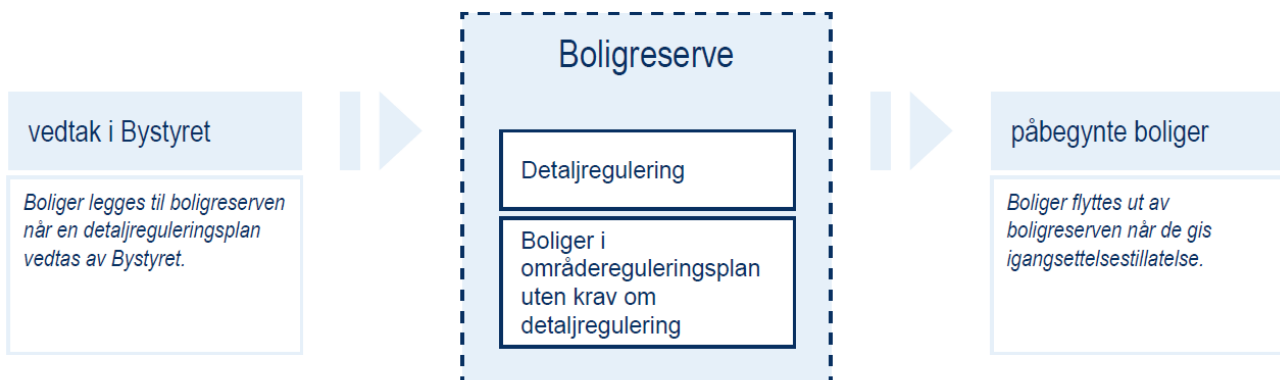 vedtak i Bystyret
Boliger legges til boligreserven
når en detaljreguleringsplan
vedtas av Bystyret.
Boligreserve
Detaljregulering
Boliger i
områdereguleringsplan
uten krav om
detaljregulering
påbegynte boliger
Boliger flyttes ut av
boligreserven når de gis
igangsettelsestillatelse.